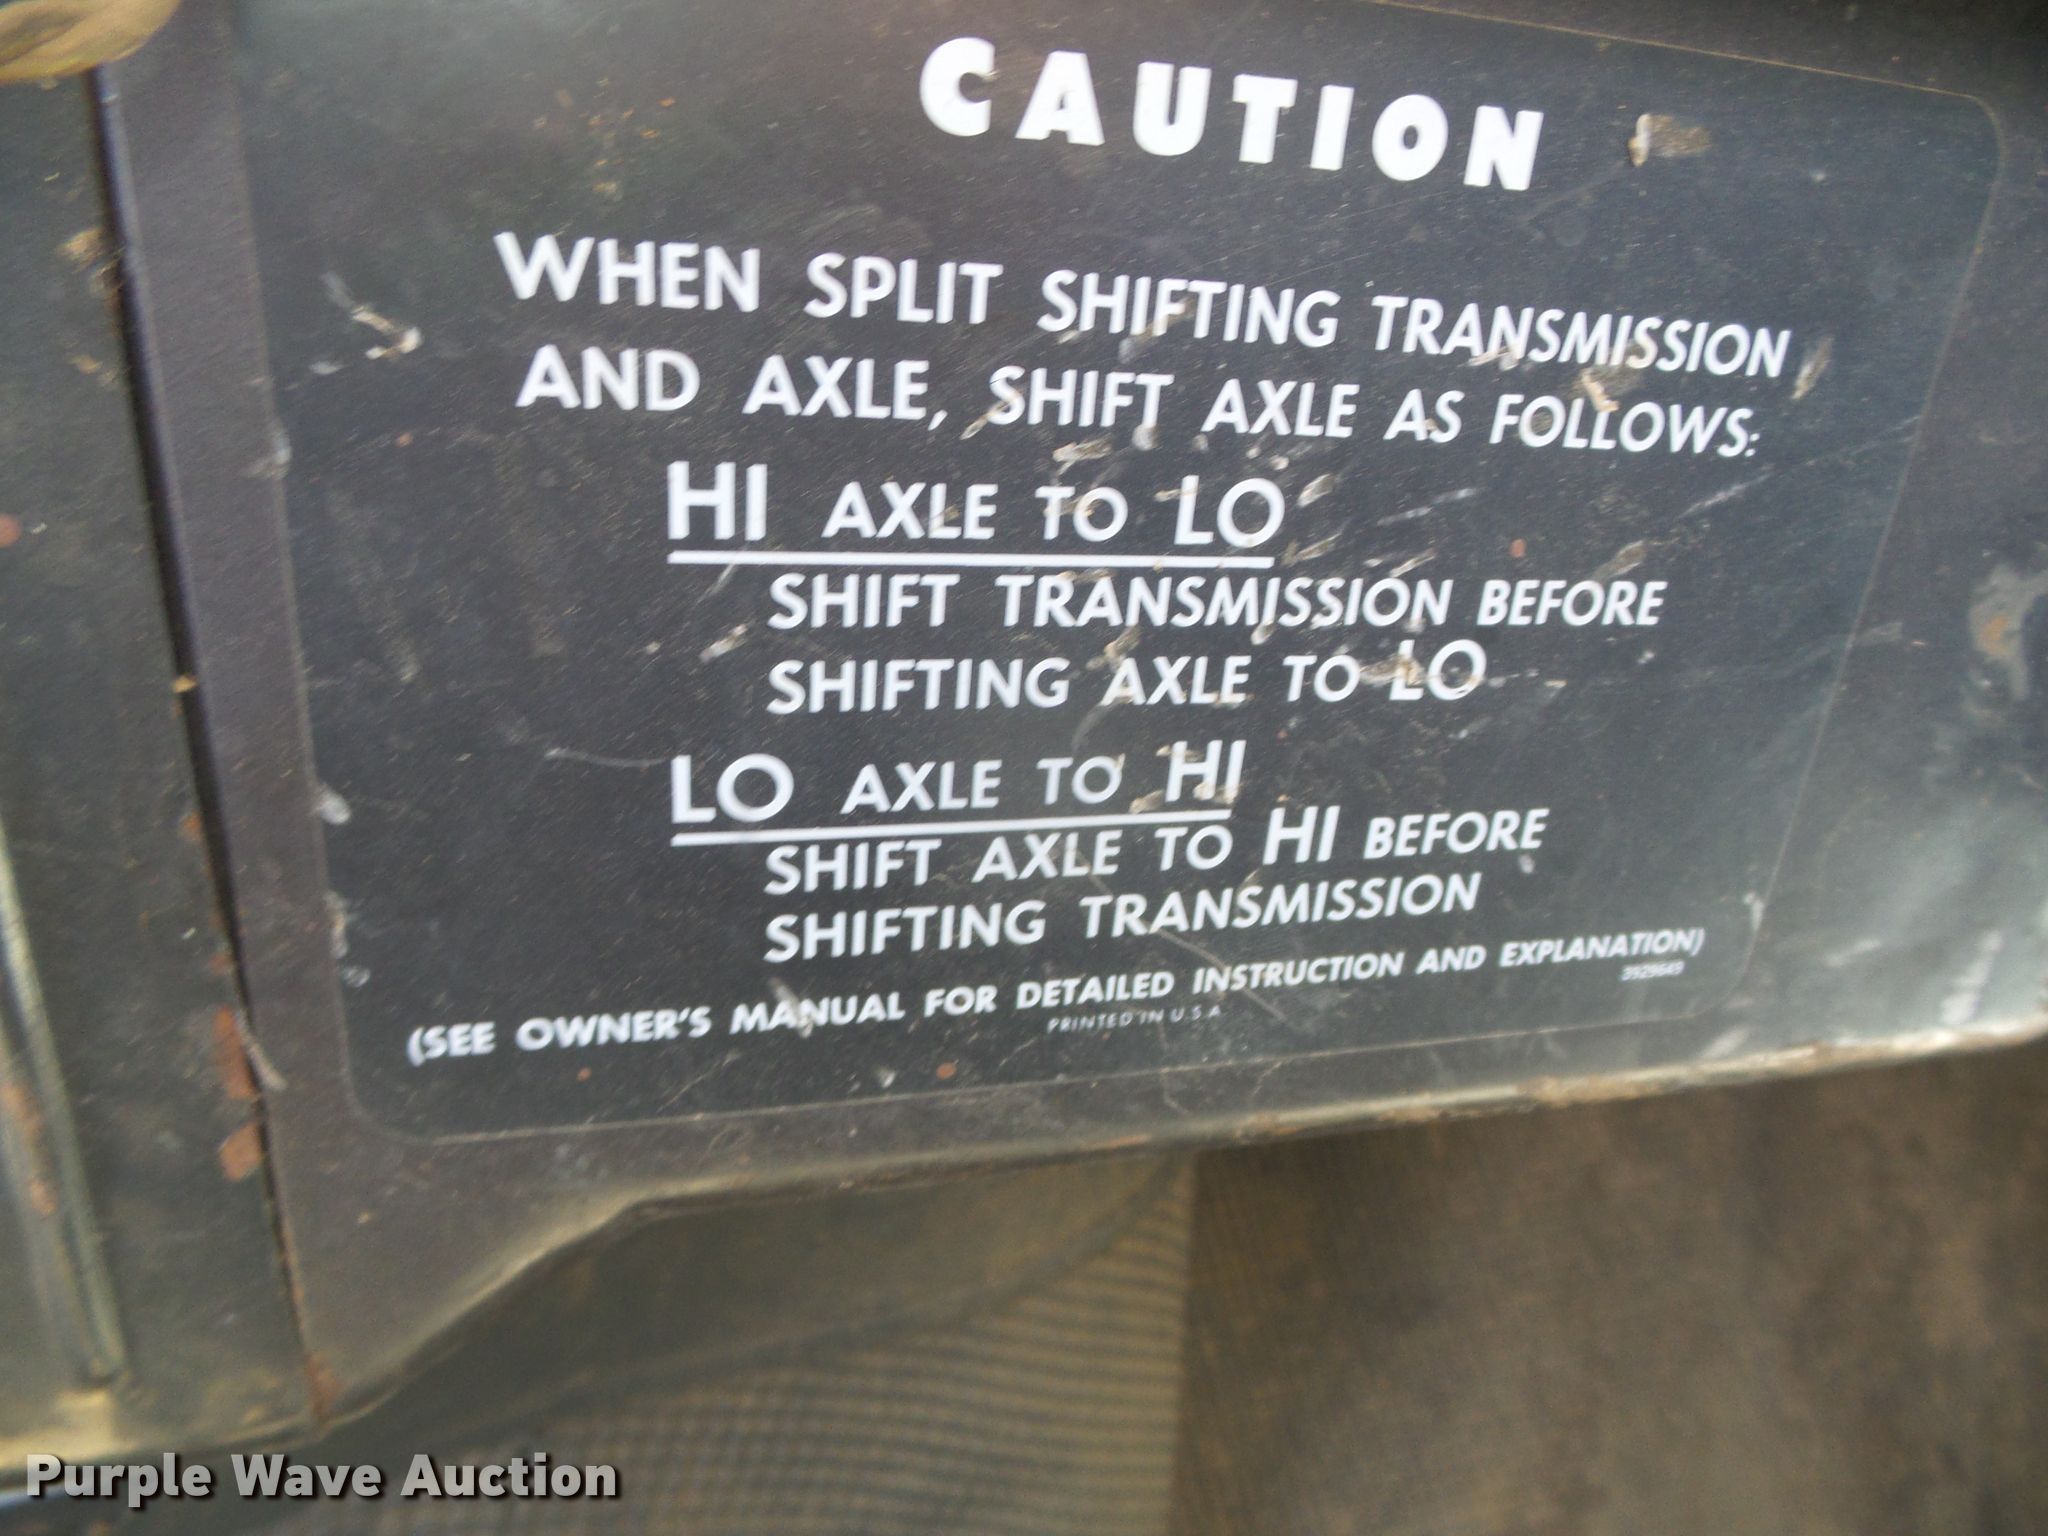 CAUTION
WHEN SPLIT SHIFTING TRANSMISSION
AND AXLE, SHIFT AXLE AS FOLLOWS:
HI AXLE TO LO
SHIFT TRANSMISSION BEFORE
SHIFTING AXLE TO LO
LO AXLE TO HI
SHIFT AXLE TO HI BEFORE
SHIFTING TRANSMISSION
(SEE OWNER'S MANUAL FOR DETAILED INSTRUCTION AND EXPLANATION)
PRINTED IN U.S.A
Purple Wave Auction